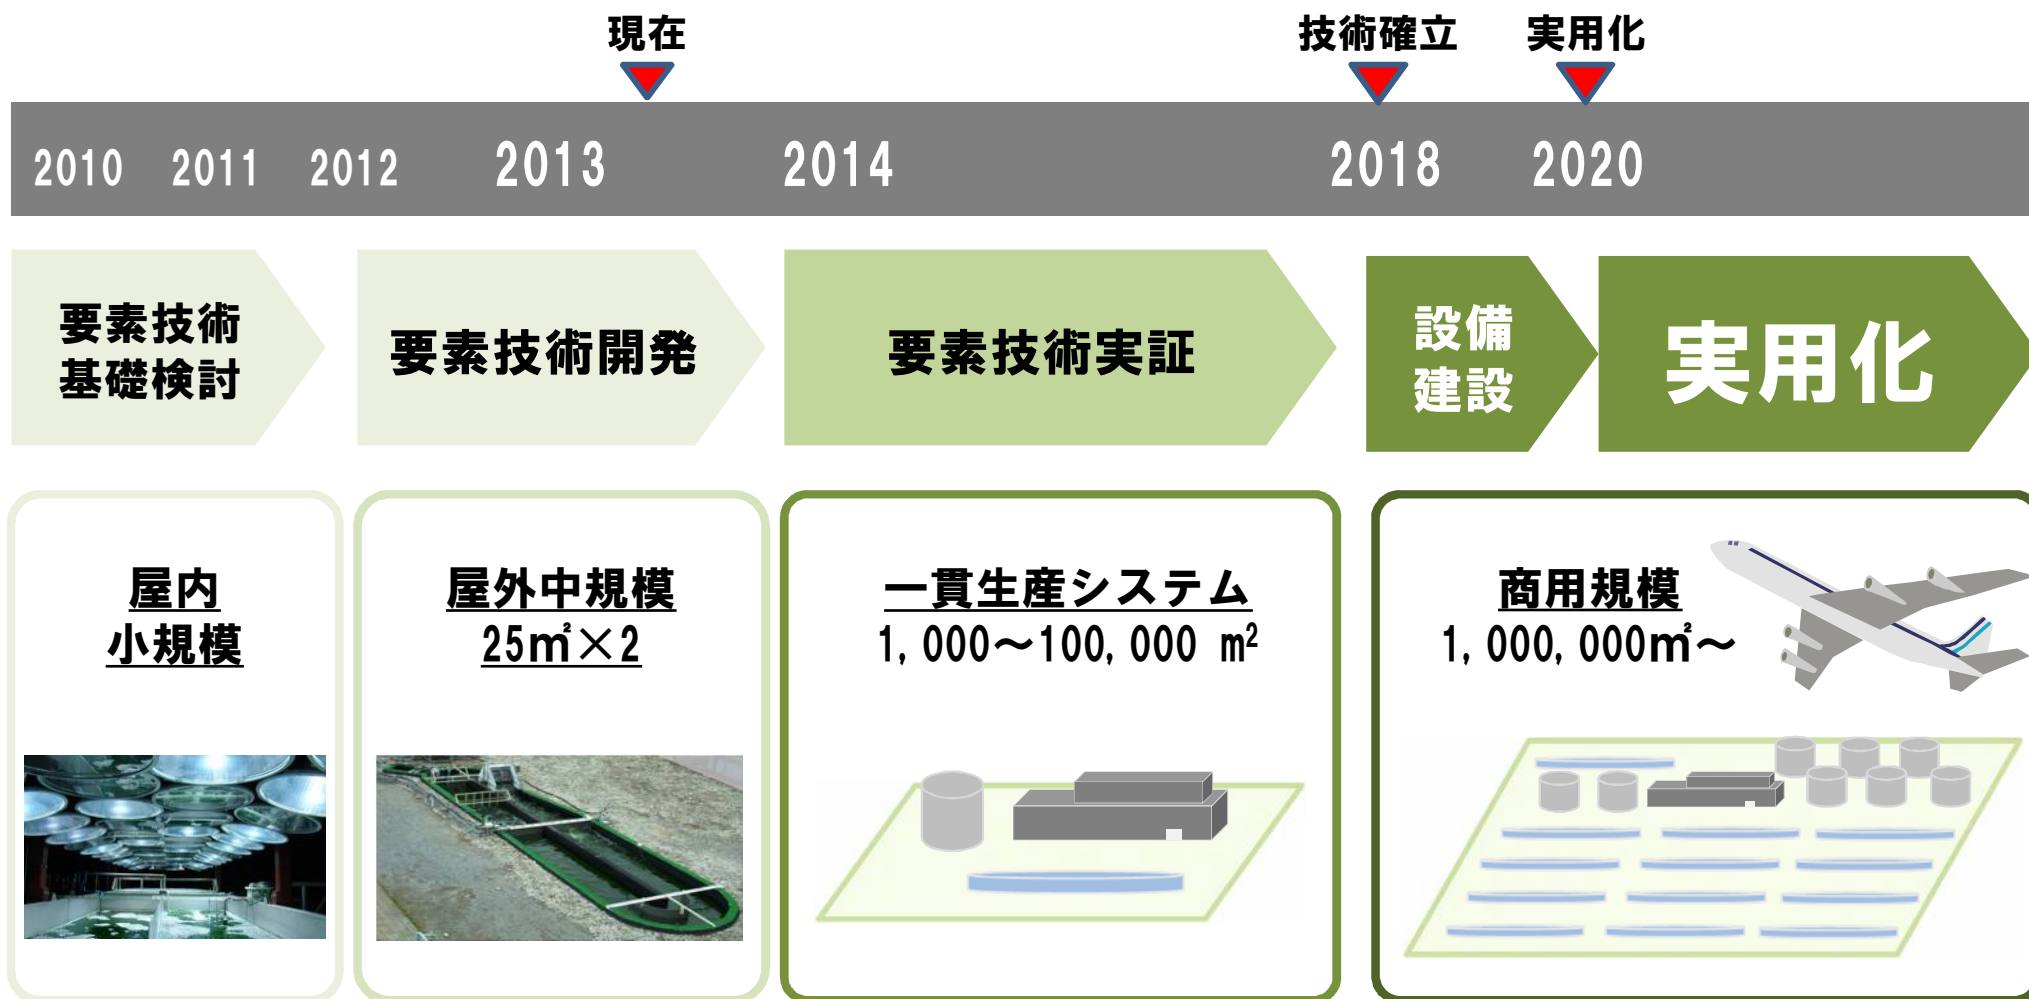 現在
技術確立
実用化
2010
2011
2012
2013
2014
2018
2020
要素技術
基礎検討
要素技術開発
要素技術実証
設備
建設
実用化
屋内
小規模
屋外中規模
25㎡×2
一貫生産システム
1,000～100,000 m²
商用規模
1,000,000㎡～